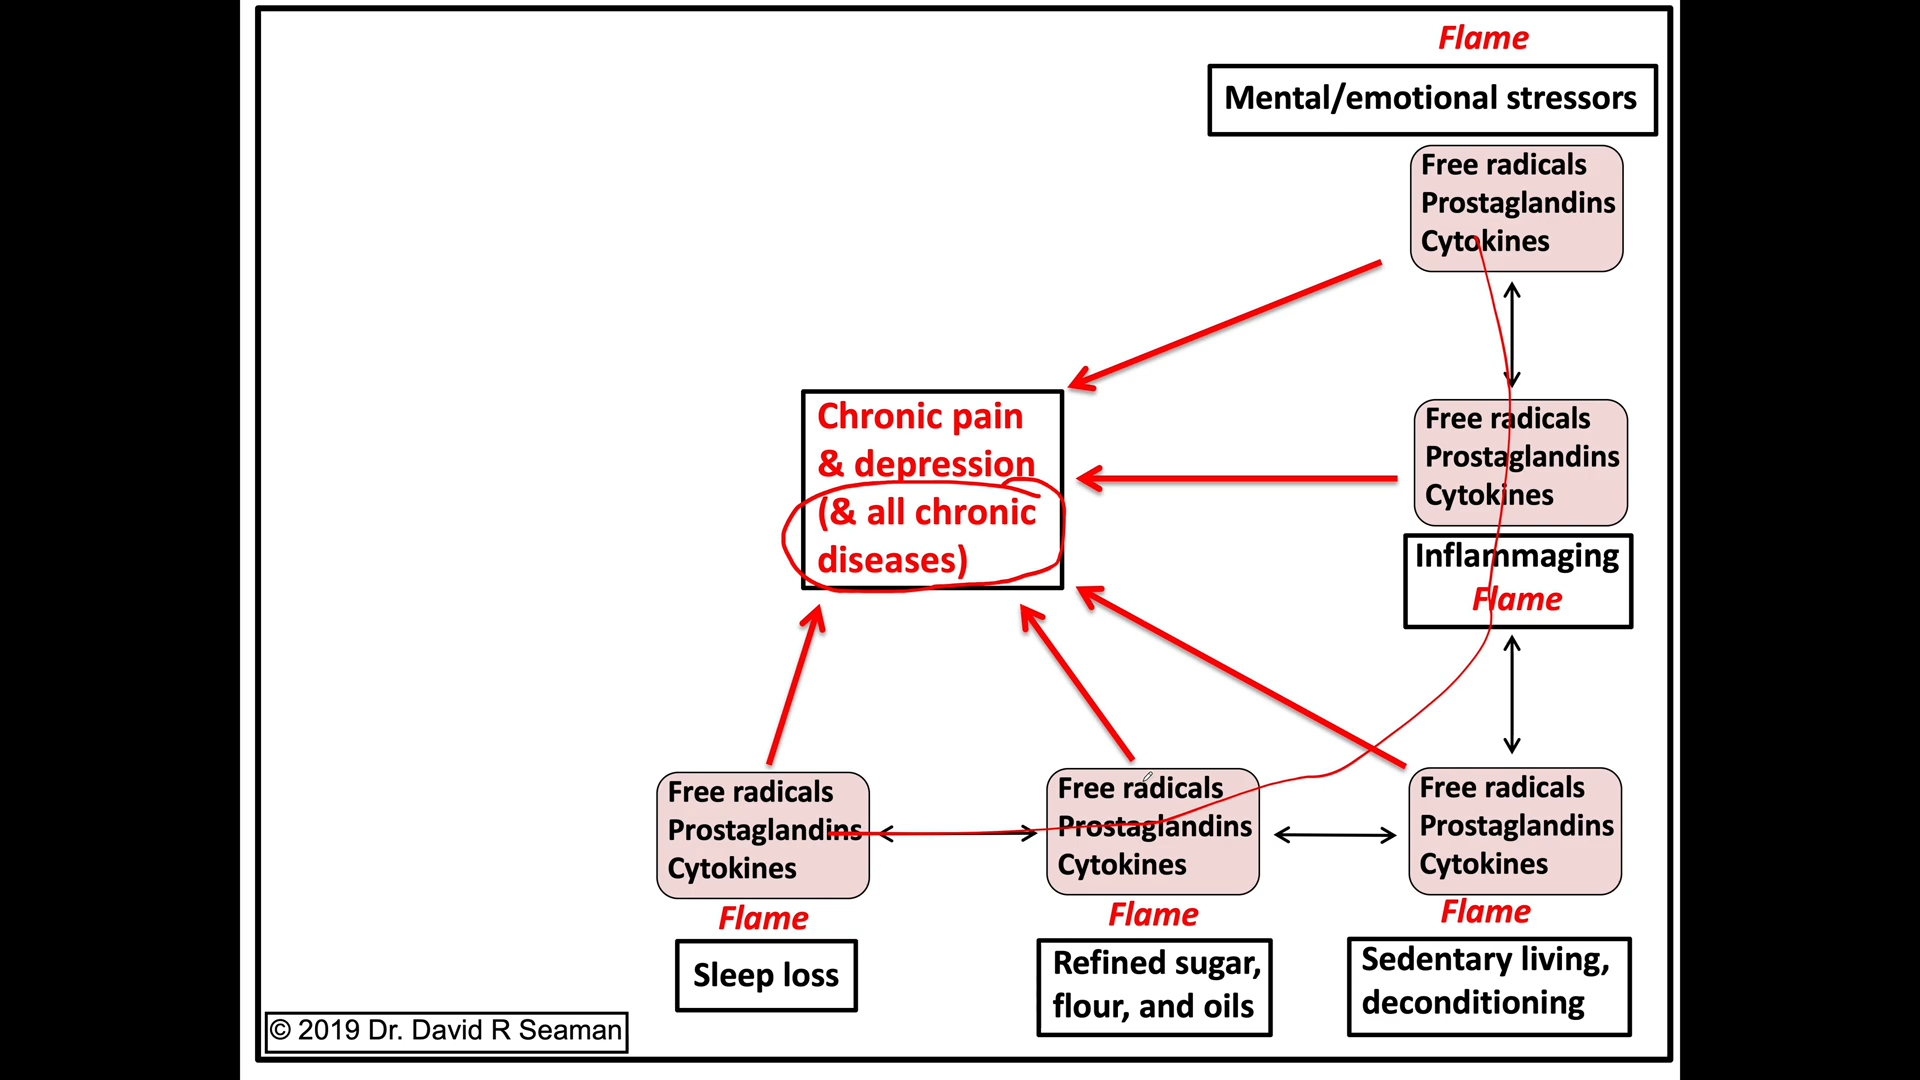 Flame
Mental/emotional stressors
Free radicals
Prostaglandins
Cytokines
Chronic pain
& depression
(& all chronic
diseases)
Free radicals
Prostaglandins
Cytokines
Inflammaging
Flame
Free radicals
Prostaglandins
Cytokines
Flame
Sleep loss
Free radicals
Prostaglandins
Cytokines
Flame
Refined sugar,
flour, and oils
Free radicals
Prostaglandins
Cytokines
Flame
Sedentary living,
deconditioning
© 2019 Dr. David R Seaman